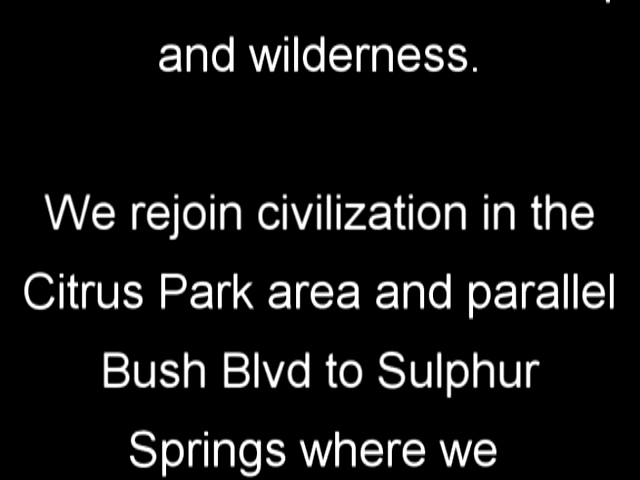 and wilderness.
We rejoin civilization in the
Citrus Park area and parallel
Bush Blvd to Sulphur
Springs where we